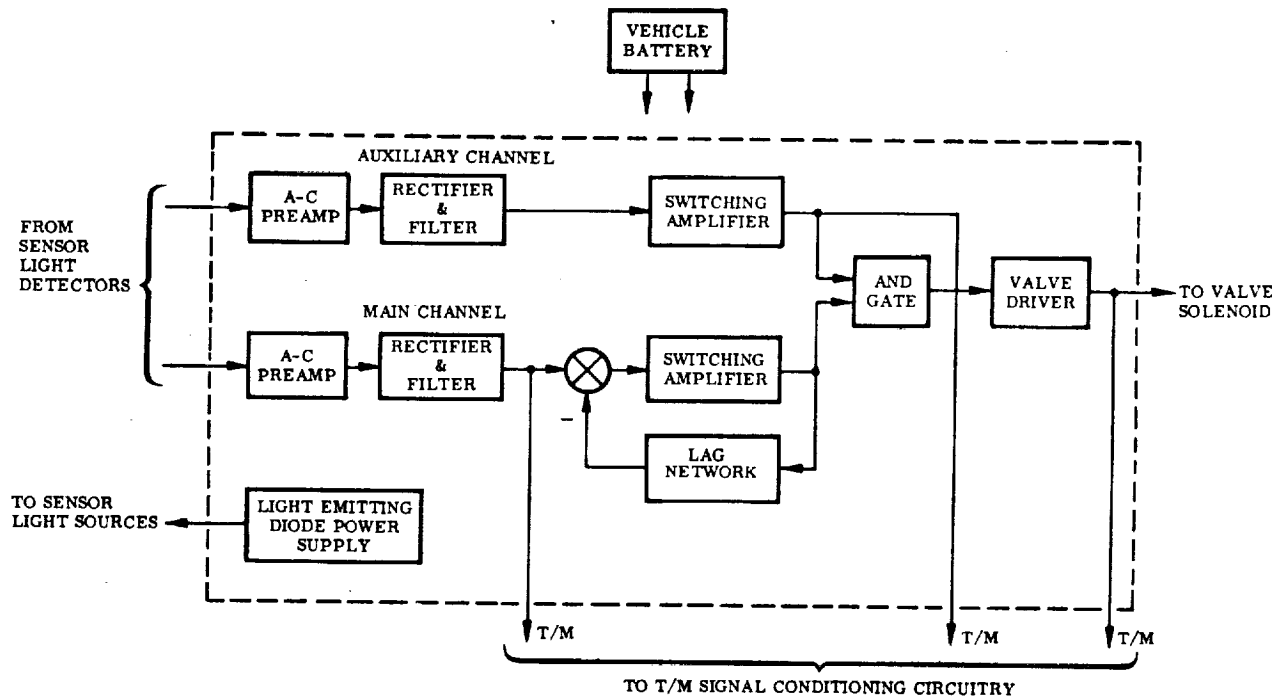 VEHICLE
BATTERY
AUXILIARY CHANNEL
A-C
PREAMP
RECTIFIER
&
FILTER
SWITCHING
AMPLIFIER
FROM
SENSOR
LIGHT
DETECTORS
AND
GATE
VALVE
DRIVER
TO VALVE
SOLENOID
MAIN CHANNEL
A-C
PREAMP
RECTIFIER
&
FILTER
SWITCHING
AMPLIFIER
–
LAG
NETWORK
TO SENSOR
LIGHT SOURCES
LIGHT EMITTING
DIODE POWER
SUPPLY
T/M
T/M
T/M
TO T/M SIGNAL CONDITIONING CIRCUITRY